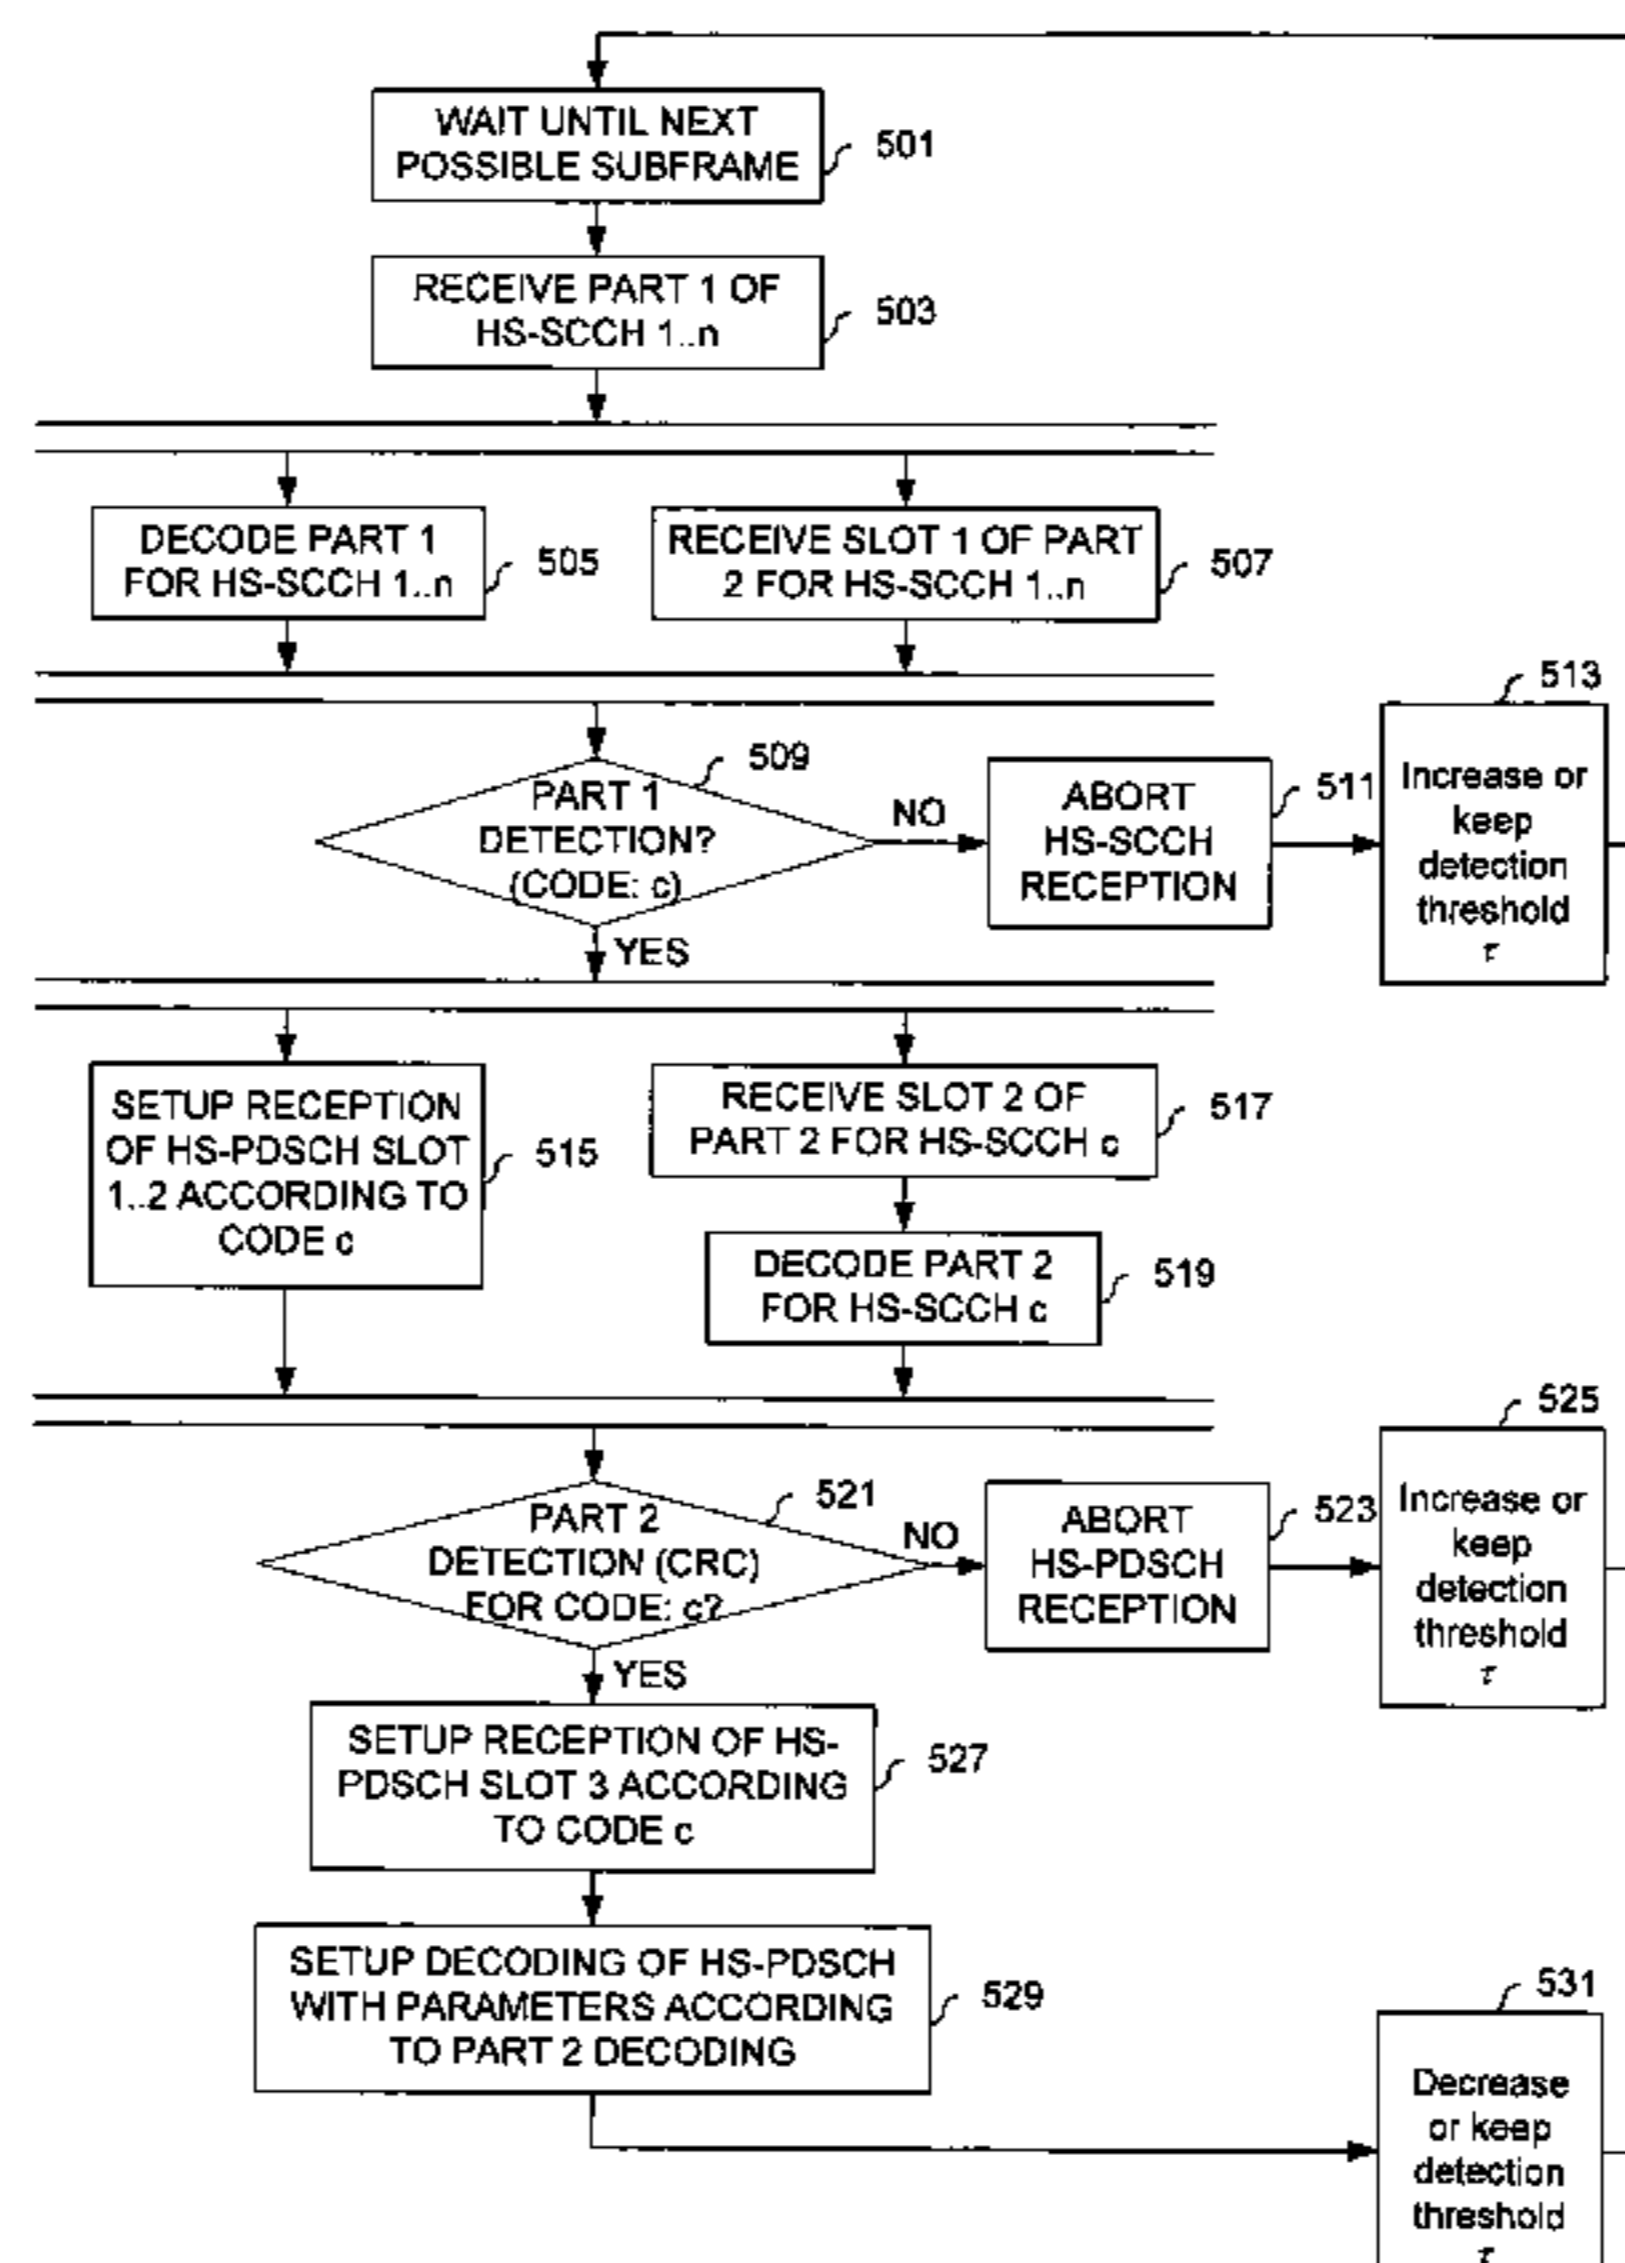 WAIT UNTIL NEXT
POSSIBLE SUBFRAME
501
RECEIVE PART 1 OF
HS-SCCH 1..n
503
DECODE PART 1
FOR HS-SCCH 1..n
505
RECEIVE SLOT 1 OF PART
2 FOR HS-SCCH 1..n
507
PART 1
DETECTION?
(CODE: c)
509
NO
YES
ABORT
HS-SCCH
RECEPTION
511
513
Increase or
keep
detection
threshold
τ
SETUP RECEPTION
OF HS-PDSCH SLOT
1..2 ACCORDING TO
CODE c
515
RECEIVE SLOT 2 OF
PART 2 FOR HS-SCCH c
517
DECODE PART 2
FOR HS-SCCH c
519
PART 2
DETECTION (CRC)
FOR CODE: c?
521
NO
YES
ABORT
HS-PDSCH
RECEPTION
523
525
Increase or
keep
detection
threshold
τ
SETUP RECEPTION OF HS-
PDSCH SLOT 3 ACCORDING
TO CODE c
527
SETUP DECODING OF HS-PDSCH
WITH PARAMETERS ACCORDING
TO PART 2 DECODING
529
531
Decrease
or keep
detection
threshold
τ